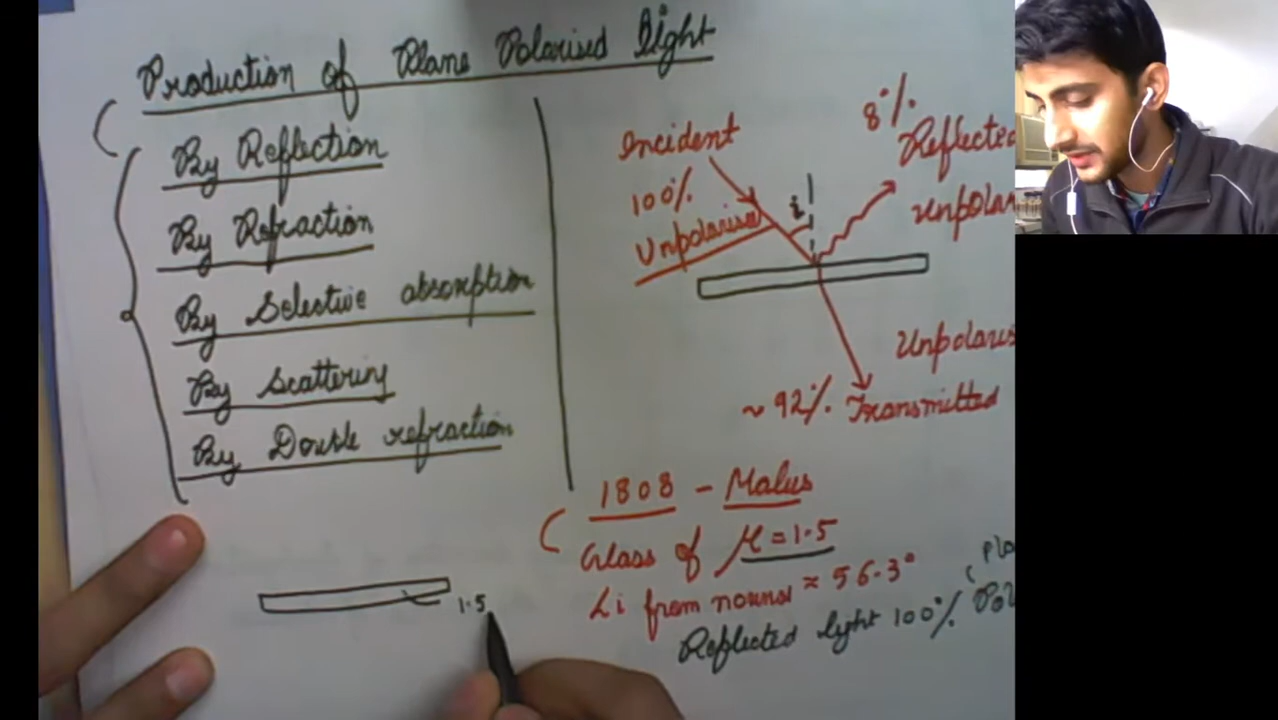 Production of Plane Polarised light
By Reflection
By Refraction
By Selective absorption
By Scattering
By Double refraction
1.5
Incident
100%
Unpolarised
i
8%
Reflected
Unpolar
Unpolaris
~ 92% Transmitted
1808 - Malus
Glass of μ = 1.5
∠i from normal ≈ 56.3°
Reflected light 100%